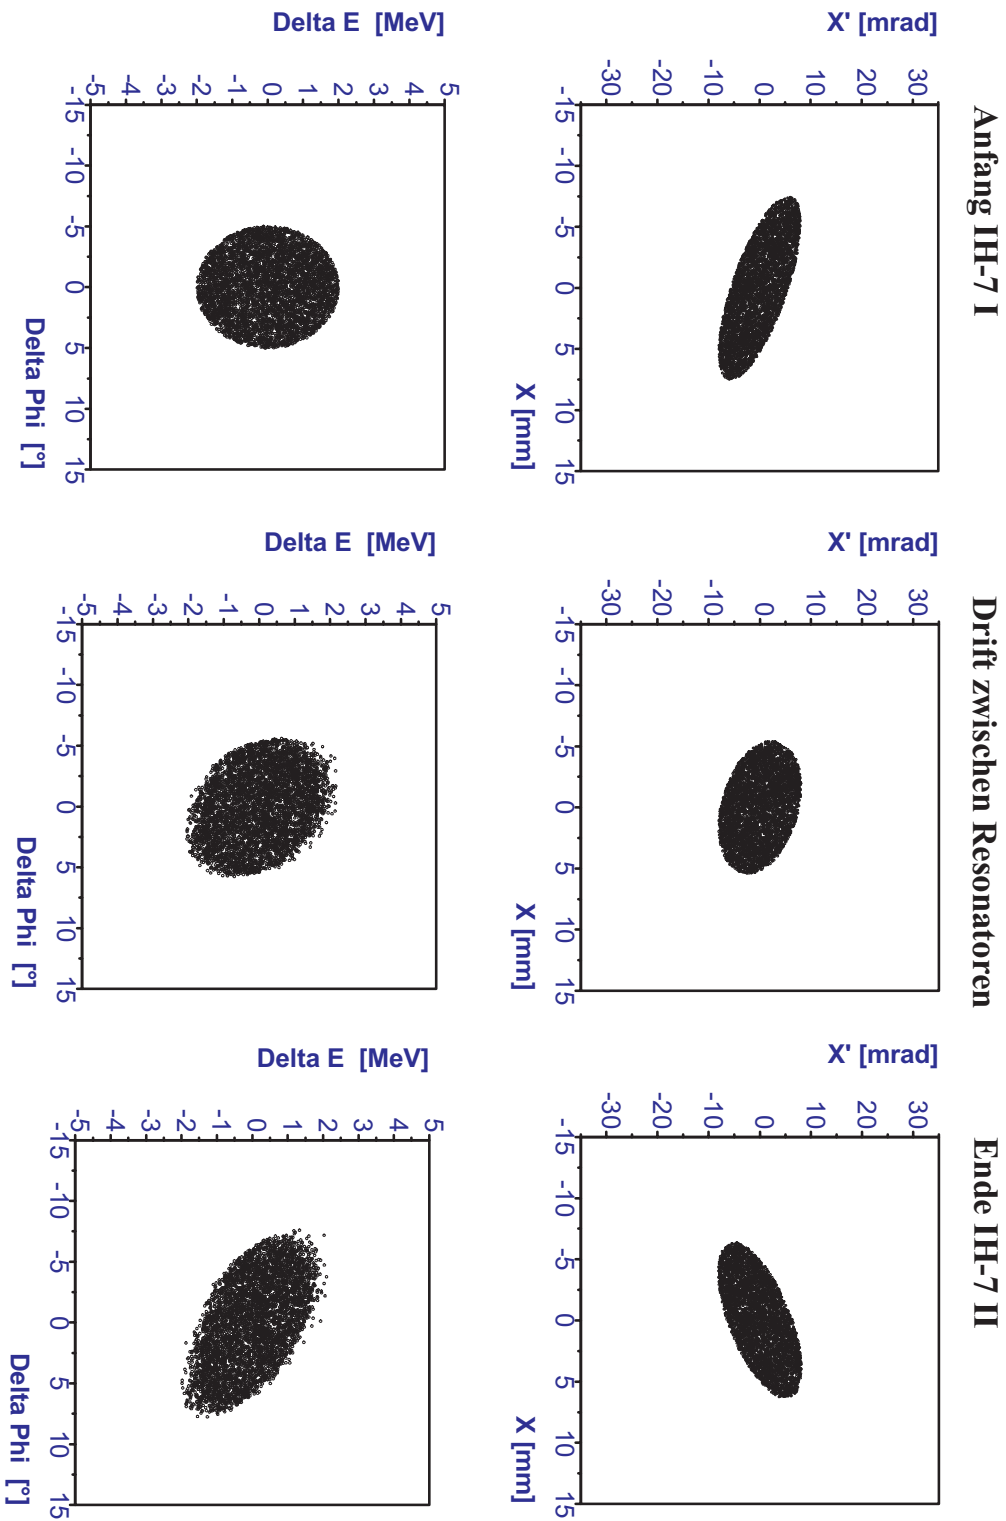 Anfang IH-7 I
X' [mrad]
30
20
10
0
-10
-20
-30
-15 -10 -5 0 5 10 15
X [mm]
Drift zwischen Resonatoren
X' [mrad]
30
20
10
0
-10
-20
-30
-15 -10 -5 0 5 10 15
X [mm]
Ende IH-7 II
X' [mrad]
30
20
10
0
-10
-20
-30
-15 -10 -5 0 5 10 15
X [mm]
Delta E [MeV]
5
4
3
2
1
0
-1
-2
-3
-4
-5
-15 -10 -5 0 5 10 15
Delta Phi [°]
Delta E [MeV]
5
4
3
2
1
0
-1
-2
-3
-4
-5
-15 -10 -5 0 5 10 15
Delta Phi [°]
Delta E [MeV]
5
4
3
2
1
0
-1
-2
-3
-4
-5
-15 -10 -5 0 5 10 15
Delta Phi [°]